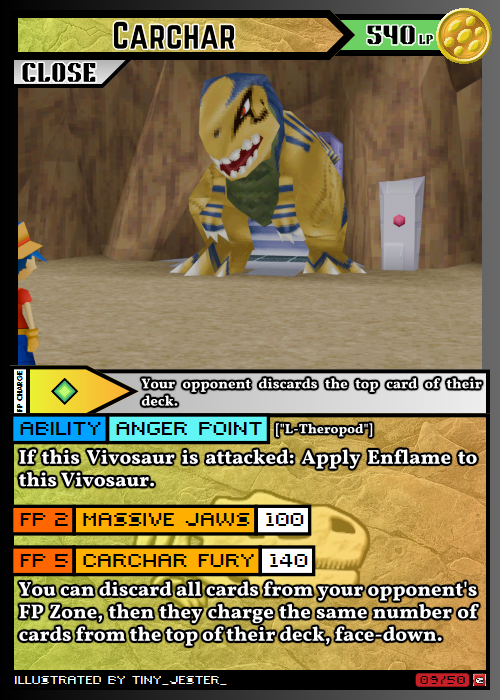 CARCHAR
540 LP
CLOSE
FP CHARGE
Your opponent discards the top card of their
deck.
ABILITY ANGER POINT ["L-Theropod"]
If this Vivosaur is attacked: Apply Enflame to
this Vivosaur.
FP 2 MASSIVE JAWS 100
FP 5 CARCHAR FURY 140
You can discard all cards from your opponent's
FP Zone, then they charge the same number of
cards from the top of their deck, face-down.
ILLUSTRATED BY TINY_JESTER_
09/50